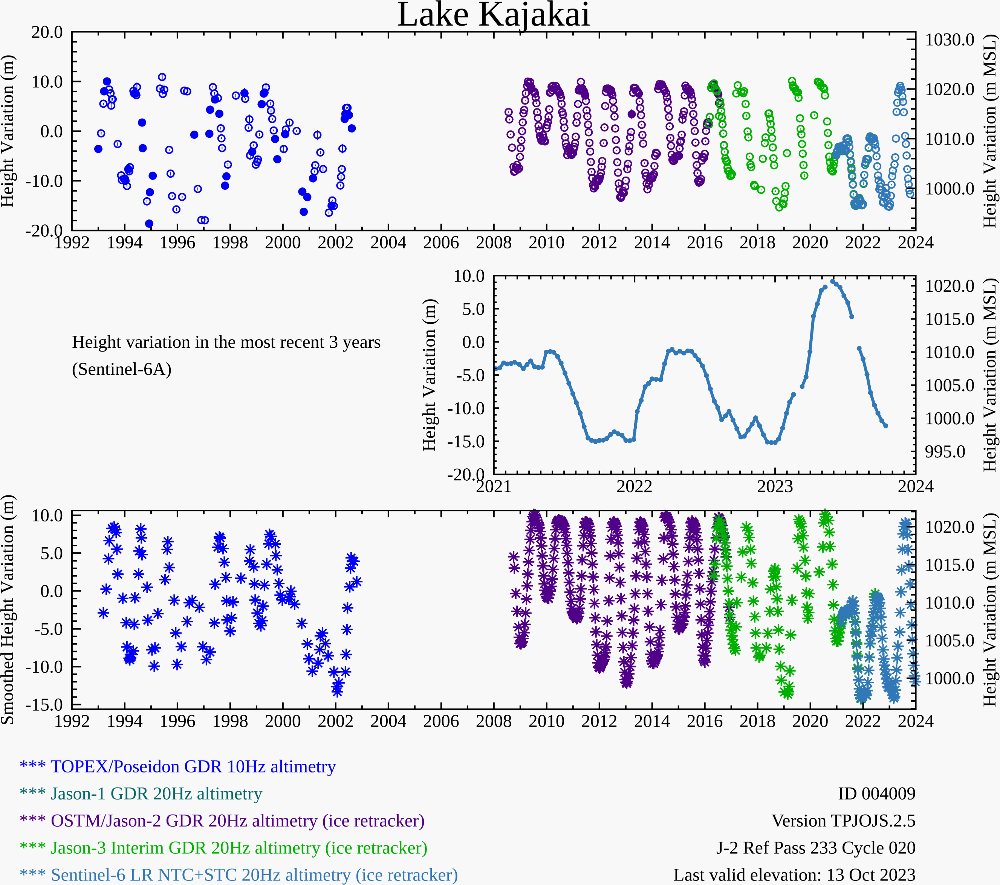 Lake Kajakai
Height Variation (m)
20.0
10.0
0.0
-10.0
-20.0
1030.0
1020.0
1010.0
1000.0
Height Variation (m MSL)
1992 1994 1996 1998 2000 2002 2004 2006 2008 2010 2012 2014 2016 2018 2020 2022 2024
Height variation in the most recent 3 years
(Sentinel-6A)
Height Variation (m)
10.0
5.0
0.0
-5.0
-10.0
-15.0
-20.0
1020.0
1015.0
1010.0
1005.0
1000.0
995.0
Height Variation (m MSL)
2021 2022 2023 2024
Smoothed Height Variation (m)
10.0
5.0
0.0
-5.0
-10.0
-15.0
1020.0
1015.0
1010.0
1005.0
1000.0
Height Variation (m MSL)
1992 1994 1996 1998 2000 2002 2004 2006 2008 2010 2012 2014 2016 2018 2020 2022 2024
*** TOPEX/Poseidon GDR 10Hz altimetry
*** Jason-1 GDR 20Hz altimetry
*** OSTM/Jason-2 GDR 20Hz altimetry (ice retracker)
*** Jason-3 Interim GDR 20Hz altimetry (ice retracker)
*** Sentinel-6 LR NTC+STC 20Hz altimetry (ice retracker)
ID 004009
Version TPJOJS.2.5
J-2 Ref Pass 233 Cycle 020
Last valid elevation: 13 Oct 2023